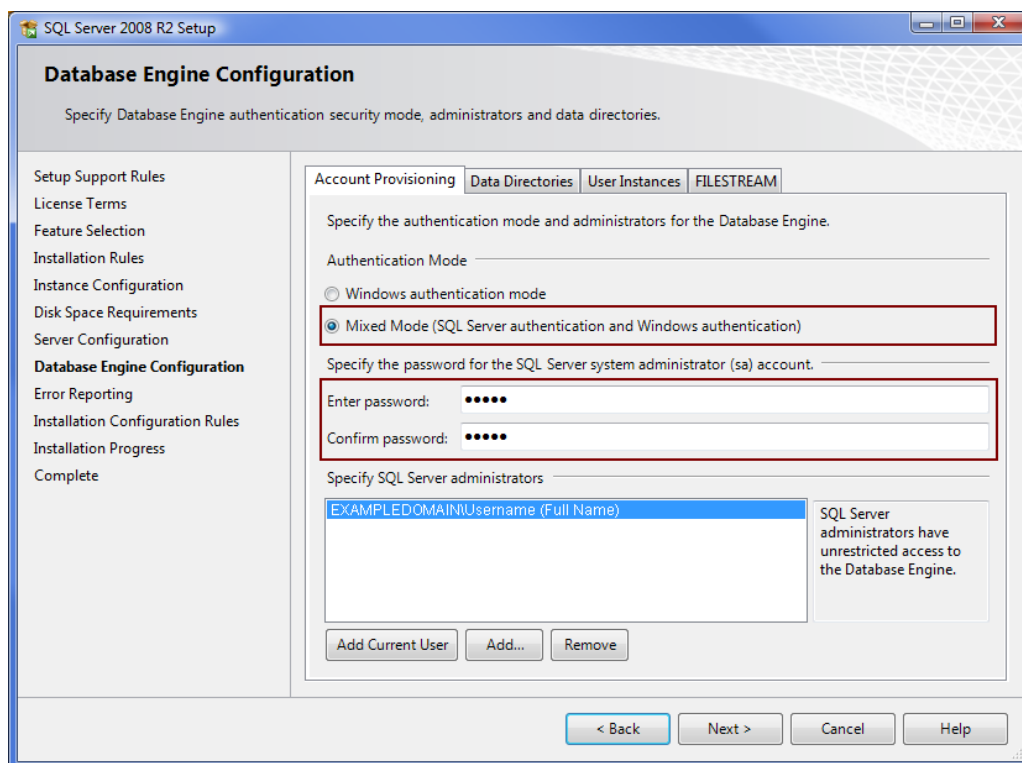 SQL Server 2008 R2 Setup
Database Engine Configuration
Specify Database Engine authentication security mode, administrators and data directories.
Setup Support Rules
License Terms
Feature Selection
Installation Rules
Instance Configuration
Disk Space Requirements
Server Configuration
Database Engine Configuration
Error Reporting
Installation Configuration Rules
Installation Progress
Complete
Account Provisioning Data Directories User Instances FILESTREAM
Specify the authentication mode and administrators for the Database Engine.
Authentication Mode
Windows authentication mode
Mixed Mode (SQL Server authentication and Windows authentication)
Specify the password for the SQL Server system administrator (sa) account.
Enter password: •••••
Confirm password: •••••
Specify SQL Server administrators
EXAMPLEDOMAIN\Username (Full Name)
SQL Server
administrators have
unrestricted access to
the Database Engine.
Add Current User Add... Remove
< Back Next > Cancel Help